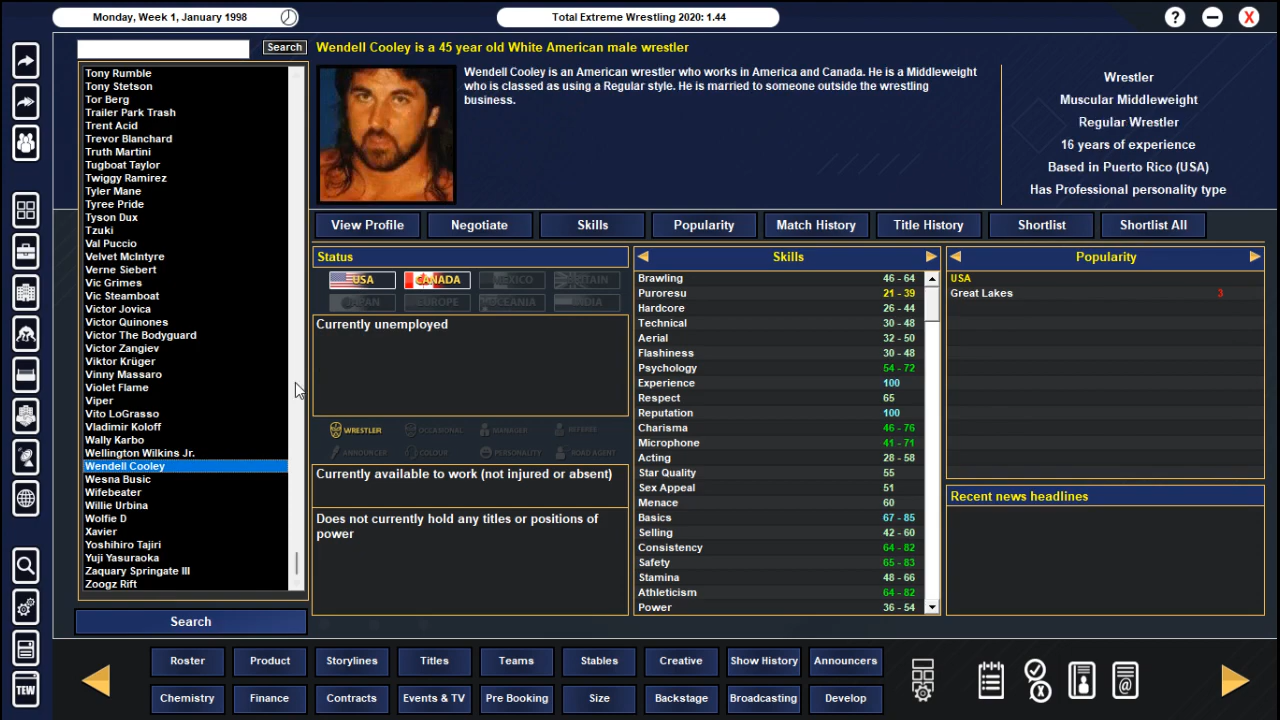 Monday, Week 1, January 1998
Total Extreme Wrestling 2020: 1.44
?
X
Search
Tony Rumble
Tony Stetson
Tor Berg
Trailer Park Trash
Trent Acid
Trevor Blanchard
Truth Martini
Tugboat Taylor
Twiggy Ramirez
Tyler Mane
Tyree Pride
Tyson Dux
Tzuki
Val Puccio
Velvet McIntyre
Verne Siebert
Vic Grimes
Vic Steamboat
Victor Jovica
Victor Quinones
Victor The Bodyguard
Victor Zangiev
Viktor Krüger
Vinny Massaro
Violet Flame
Viper
Vito LoGrasso
Vladimir Koloff
Wally Karbo
Wellington Wilkins Jr.
Wendell Cooley
Wesna Busic
Wifebeater
Willie Urbina
Wolfie D
Xavier
Yoshihiro Tajiri
Yuji Yasuraoka
Zaquary Springate III
Zoogz Rift
Search
Wendell Cooley is a 45 year old White American male wrestler
Wendell Cooley is an American wrestler who works in America and Canada. He is a Middleweight
who is classed as using a Regular style. He is married to someone outside the wrestling
business.
Wrestler
Muscular Middleweight
Regular Wrestler
16 years of experience
Based in Puerto Rico (USA)
Has Professional personality type
View Profile
Negotiate
Skills
Popularity
Match History
Title History
Shortlist
Shortlist All
Status
USA
CANADA
MEXICO
BRITAIN
JAPAN
EUROPE
OCEANIA
INDIA
Currently unemployed
WRESTLER
OCCASIONAL
MANAGER
REFEREE
ANNOUNCER
COLOUR
PERSONALITY
ROAD AGENT
Currently available to work (not injured or absent)
Does not currently hold any titles or positions of
power
Skills
Brawling 46 - 64
Puroresu 21 - 39
Hardcore 26 - 44
Technical 30 - 48
Aerial 32 - 50
Flashiness 30 - 48
Psychology 54 - 72
Experience 100
Respect 65
Reputation 100
Charisma 46 - 76
Microphone 41 - 71
Acting 28 - 58
Star Quality 55
Sex Appeal 51
Menace 60
Basics 67 - 85
Selling 42 - 60
Consistency 64 - 82
Safety 65 - 83
Stamina 48 - 66
Athleticism 64 - 82
Power 36 - 54
Popularity
USA
Great Lakes 3
Recent news headlines
Roster
Product
Storylines
Titles
Teams
Stables
Creative
Show History
Announcers
Chemistry
Finance
Contracts
Events & TV
Pre Booking
Size
Backstage
Broadcasting
Develop
TEW